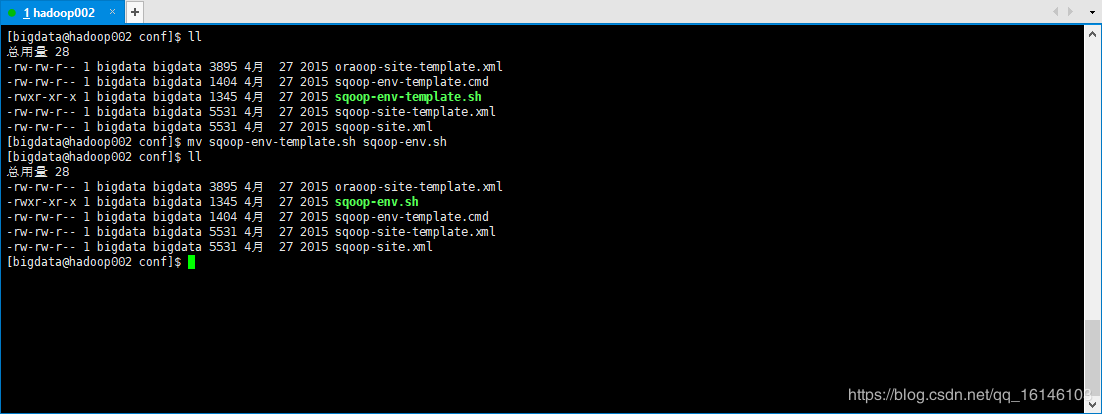 1 hadoop002 × +
[bigdata@hadoop002 conf]$ ll
总用量 28
-rw-rw-r-- 1 bigdata bigdata 3895 4月  27 2015 oraoop-site-template.xml
-rw-rw-r-- 1 bigdata bigdata 1404 4月  27 2015 sqoop-env-template.cmd
-rwxr-xr-x 1 bigdata bigdata 1345 4月  27 2015 sqoop-env-template.sh
-rw-rw-r-- 1 bigdata bigdata 5531 4月  27 2015 sqoop-site-template.xml
-rw-rw-r-- 1 bigdata bigdata 5531 4月  27 2015 sqoop-site.xml
[bigdata@hadoop002 conf]$ mv sqoop-env-template.sh sqoop-env.sh
[bigdata@hadoop002 conf]$ ll
总用量 28
-rw-rw-r-- 1 bigdata bigdata 3895 4月  27 2015 oraoop-site-template.xml
-rwxr-xr-x 1 bigdata bigdata 1345 4月  27 2015 sqoop-env.sh
-rw-rw-r-- 1 bigdata bigdata 1404 4月  27 2015 sqoop-env-template.cmd
-rw-rw-r-- 1 bigdata bigdata 5531 4月  27 2015 sqoop-site-template.xml
-rw-rw-r-- 1 bigdata bigdata 5531 4月  27 2015 sqoop-site.xml
[bigdata@hadoop002 conf]$
https://blog.csdn.net/qq_1614610